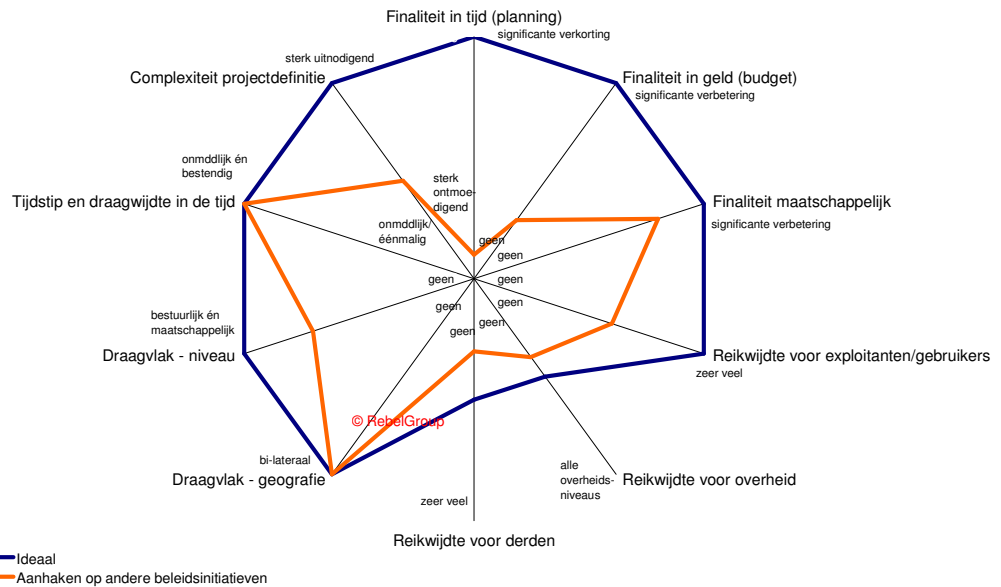 Finaliteit in tijd (planning)
significante verkorting
sterk uitnodigend
Complexiteit projectdefinitie
Finaliteit in geld (budget)
significante verbetering
onmddlijk én
bestendig
Tijdstip en draagwijdte in de tijd
sterk
ontmoe-
digend
onmddlijk/
éénmalig
Finaliteit maatschappelijk
significante verbetering
geen
geen
geen
geen
geen
geen
geen
geen
bestuurlijk én
maatschappelijk
Draagvlak - niveau
Reikwijdte voor exploitanten/gebruikers
zeer veel
© RebelGroup
bi-lateraal
Draagvlak - geografie
alle
overheids-
niveaus
Reikwijdte voor overheid
zeer veel
Reikwijdte voor derden
Ideaal
Aanhaken op andere beleidsinitiatieven